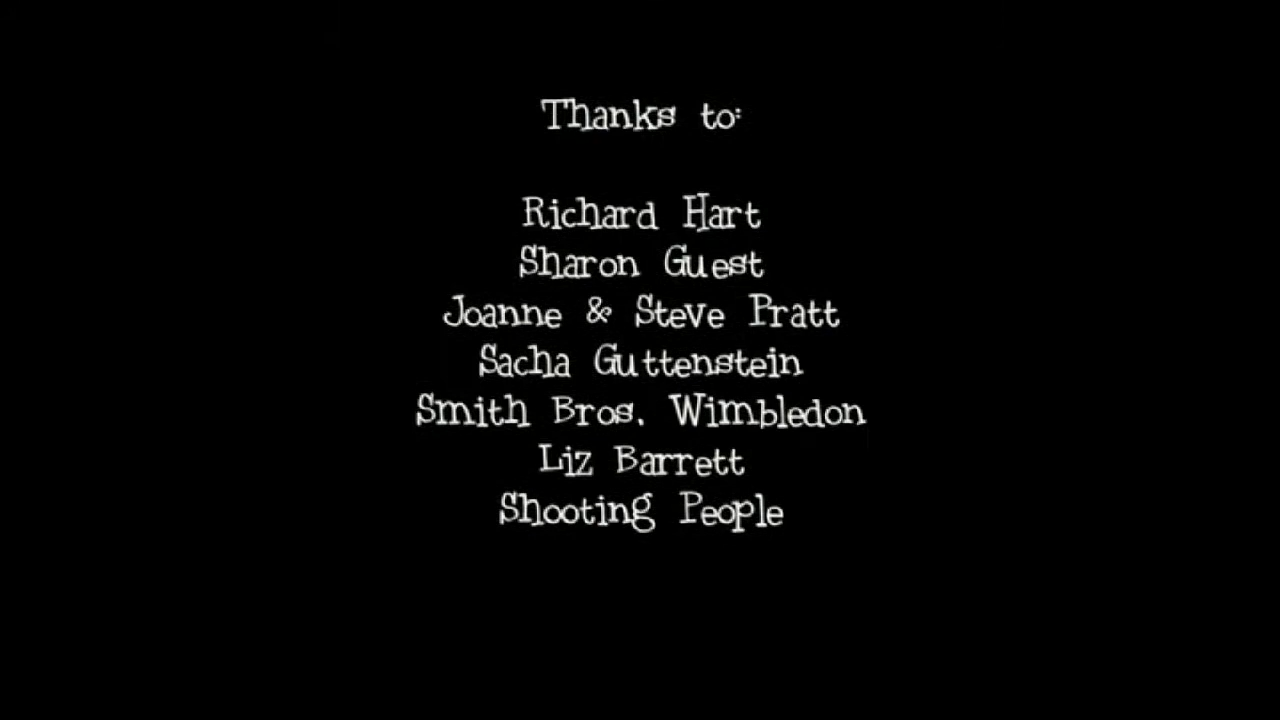 Thanks to:
Richard Hart
Sharon Guest
Joanne & Steve Pratt
Sacha Guttenstein
Smith Bros. Wimbledon
Liz Barrett
Shooting People